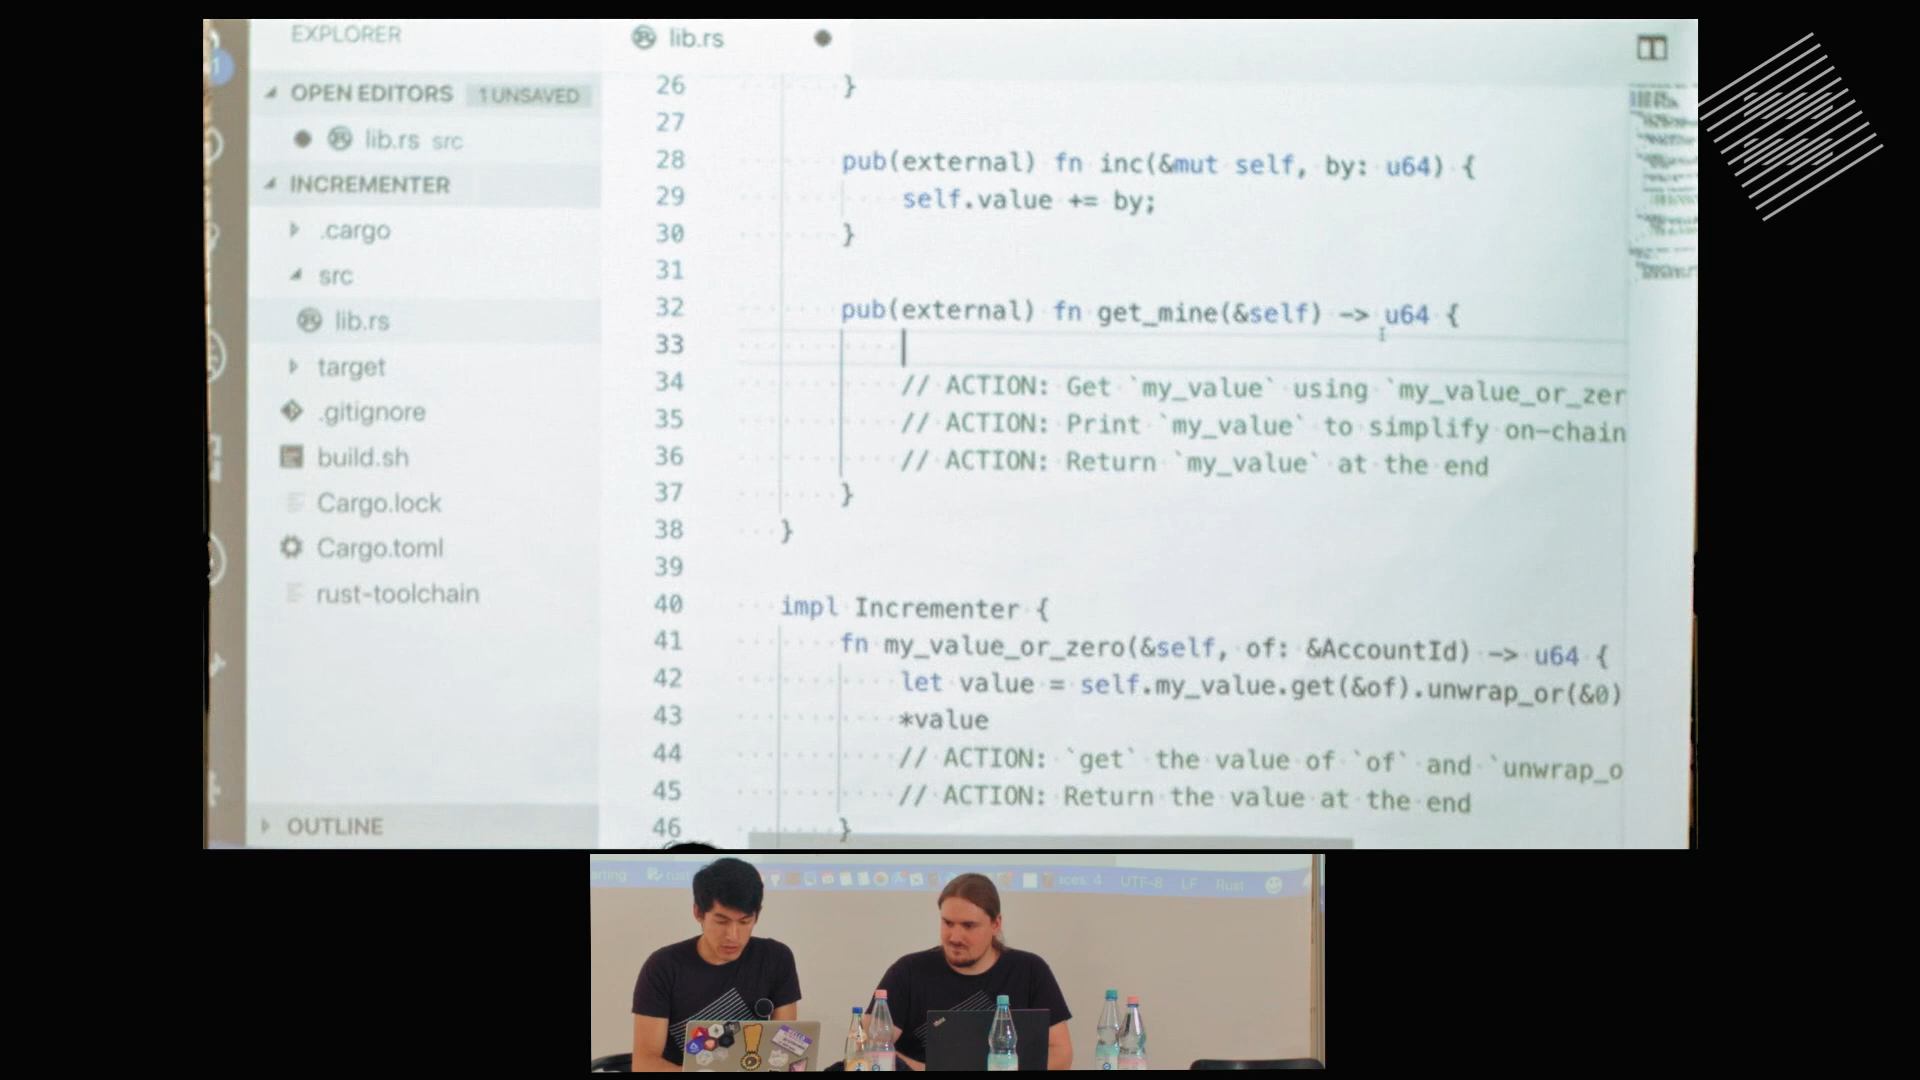 EXPLORER
OPEN EDITORS 1 UNSAVED
lib.rs src
INCREMENTER
.cargo
src
lib.rs
target
.gitignore
build.sh
Cargo.lock
Cargo.toml
rust-toolchain
OUTLINE
lib.rs
26 }
27
28 pub(external) fn inc(&mut self, by: u64) {
29 self.value += by;
30 }
31
32 pub(external) fn get_mine(&self) -> u64 {
33
34 // ACTION: Get `my_value` using `my_value_or_zer
35 // ACTION: Print `my_value` to simplify on-chain
36 // ACTION: Return `my_value` at the end
37 }
38 }
39
40 impl Incrementer {
41 fn my_value_or_zero(&self, of: &AccountId) -> u64 {
42 let value = self.my_value.get(&of).unwrap_or(&0)
43 *value
44 // ACTION: `get` the value of `of` and `unwrap_o
45 // ACTION: Return the value at the end
46 }
aces: 4 UTF-8 LF Rust